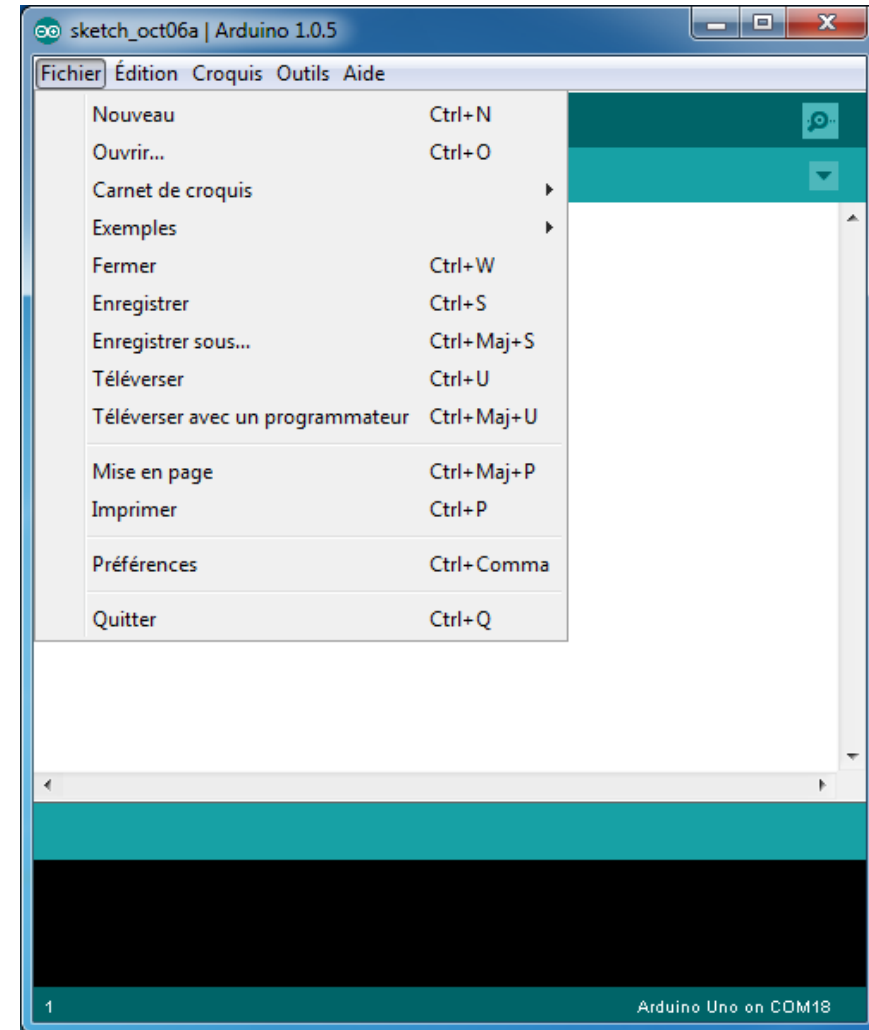 sketch_oct06a | Arduino 1.0.5
Fichier Édition Croquis Outils Aide
Nouveau Ctrl+N
Ouvrir... Ctrl+O
Carnet de croquis
Exemples
Fermer Ctrl+W
Enregistrer Ctrl+S
Enregistrer sous... Ctrl+Maj+S
Téléverser Ctrl+U
Téléverser avec un programmateur Ctrl+Maj+U
Mise en page Ctrl+Maj+P
Imprimer Ctrl+P
Préférences Ctrl+Comma
Quitter Ctrl+Q
1 Arduino Uno on COM18